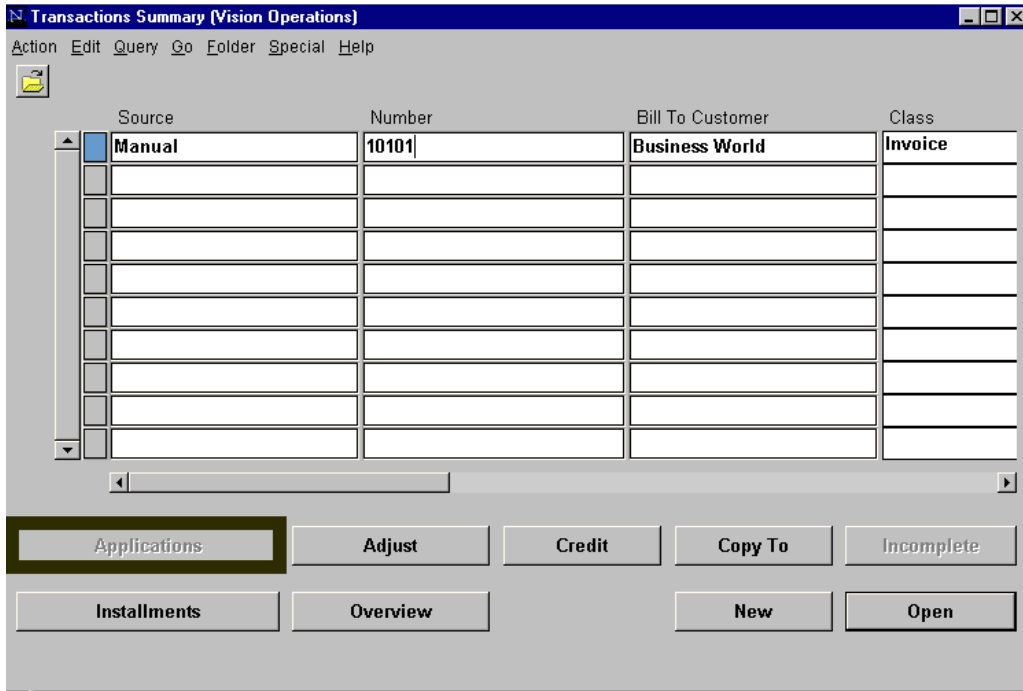 Transactions Summary (Vision Operations)
Action Edit Query Go Folder Special Help
Source Number Bill To Customer Class
Manual 10101 Business World Invoice
Applications Adjust Credit Copy To Incomplete
Installments Overview New Open